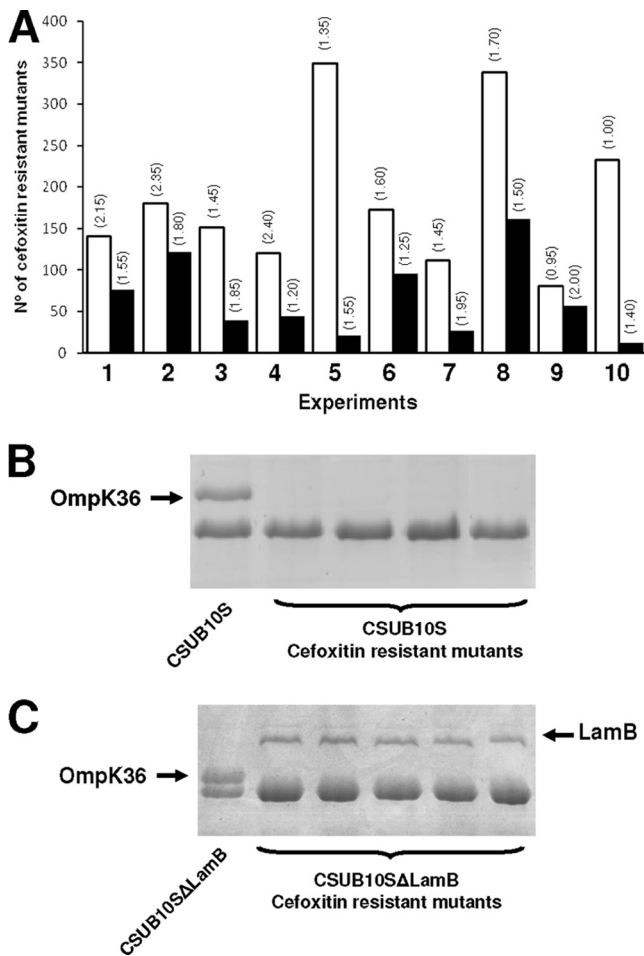 A
Nº of cefoxitin resistant mutants
400
350
300
250
200
150
100
50
0
(2.15)
(1.55)
(2.35)
(1.80)
(1.45)
(1.85)
(2.40)
(1.20)
(1.35)
(1.55)
(1.60)
(1.25)
(1.45)
(1.95)
(1.70)
(1.50)
(0.95)
(2.00)
(1.00)
(1.40)
1 2 3 4 5 6 7 8 9 10
Experiments
B
OmpK36
CSUB10S
CSUB10S
Cefoxitin resistant mutants
C
LamB
OmpK36
CSUB10SΔLamB
CSUB10SΔLamB
Cefoxitin resistant mutants